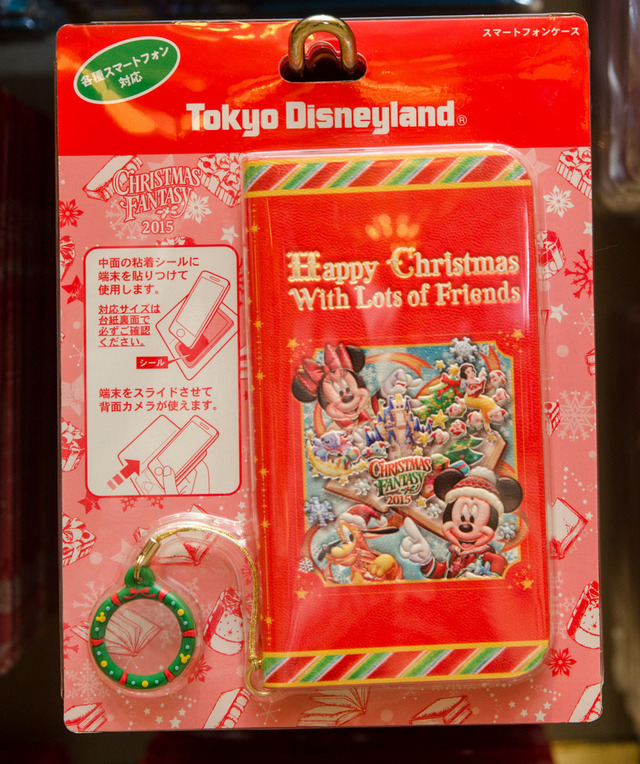 スマートフォンケース
各種スマートフォン
対応
Tokyo Disneyland®
CHRISTMAS
FANTASY
2015
中面の粘着シールに
端末を貼りつけて
使用します。
対応サイズは
台紙裏面で
必ずご確認
ください。
シール
端末をスライドさせて
背面カメラが使えます。
Happy Christmas
With Lots of Friends
CHRISTMAS
FANTASY
2015